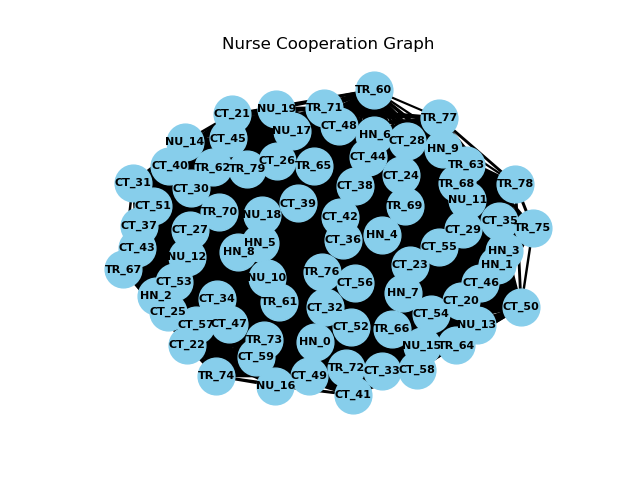 Nurse Cooperation Graph
TR_60
NU_19
TR_71
CT_21
TR_77
CT_48
NU_17
HN_6
CT_45
CT_28
NU_14
HN_9
CT_44
CT_26
TR_63
CT_40
TR_62
TR_79
TR_65
CT_24
CT_31
TR_68
TR_78
CT_38
CT_30
NU_11
CT_51
CT_39
TR_69
TR_70
NU_18
CT_42
CT_35
CT_37
TR_75
CT_27
CT_29
HN_4
CT_36
HN_5
CT_43
CT_55
HN_8
HN_3
NU_12
CT_23
HN_1
TR_67
TR_76
NU_10
CT_53
CT_56
CT_46
HN_7
HN_2
CT_34
TR_61
CT_20
CT_32
CT_50
CT_25
CT_54
CT_57
CT_47
NU_13
CT_52
TR_66
TR_73
HN_0
CT_22
NU_15
TR_64
CT_59
TR_72
CT_33
CT_58
TR_74
CT_49
NU_16
CT_41